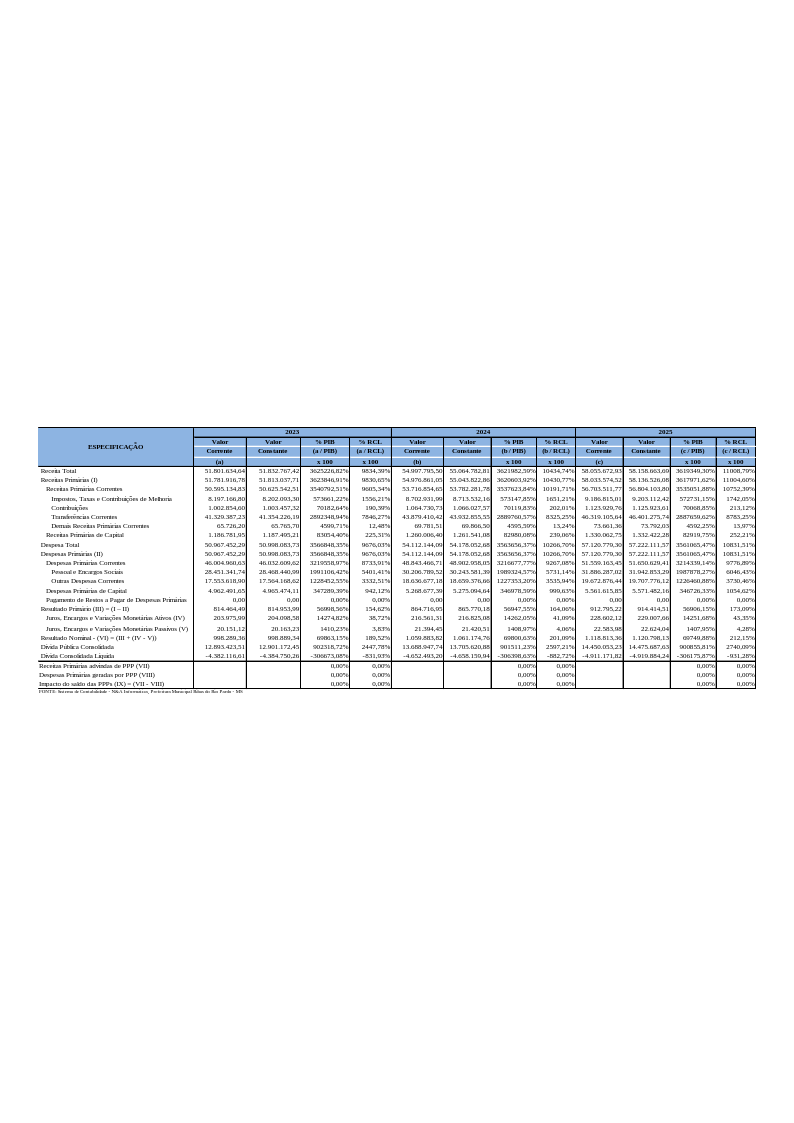 ESPECIFICAÇÃO 2023 2024 2025
Valor Valor % PIB % RCL Valor Valor % PIB % RCL Valor Valor % PIB % RCL
Corrente Constante (a / PIB) (a / RCL) Corrente Constante (b / PIB) (b / RCL) Corrente Constante (c / PIB) (c / RCL)
(a) x 100 x 100 (b) x 100 x 100 (c) x 100 x 100
Receita Total 51.801.634,64 51.832.767,42 3625226,82% 9834,39% 54.997.795,50 55.064.782,81 3621982,59% 10434,74% 58.055.672,93 58.158.663,69 3619349,30% 11008,79%
Receitas Primárias (I) 51.781.916,78 51.813.037,71 3623846,91% 9830,65% 54.976.861,05 55.043.822,86 3620603,92% 10430,77% 58.033.574,52 58.136.526,08 3617971,62% 11004,60%
Receitas Primárias Correntes 50.595.134,83 50.625.542,51 3540792,51% 9605,34% 53.716.854,65 53.782.281,78 3537623,84% 10191,71% 56.703.511,77 56.804.103,80 3535051,88% 10752,39%
Impostos, Taxas e Contribuições de Melhoria 8.197.166,80 8.202.093,30 573661,22% 1556,21% 8.702.931,99 8.713.532,16 573147,85% 1651,21% 9.186.815,01 9.203.112,42 572731,15% 1742,05%
Contribuições 1.002.854,60 1.003.457,32 70182,64% 190,39% 1.064.730,73 1.066.027,57 70119,83% 202,01% 1.123.929,76 1.125.923,61 70068,85% 213,12%
Transferências Correntes 41.329.387,23 41.354.226,19 2892348,94% 7846,27% 43.879.410,42 43.932.855,55 2889760,57% 8325,25% 46.319.105,64 46.401.275,74 2887659,62% 8783,25%
Demais Receitas Primárias Correntes 65.726,20 65.765,70 4599,71% 12,48% 69.781,51 69.866,50 4595,59% 13,24% 73.661,36 73.792,03 4592,25% 13,97%
Receitas Primárias de Capital 1.186.781,95 1.187.495,21 83054,40% 225,31% 1.260.006,40 1.261.541,08 82980,08% 239,06% 1.330.062,75 1.332.422,28 82919,75% 252,21%
Despesa Total 50.967.452,29 50.998.083,73 3566848,35% 9676,03% 54.112.144,09 54.178.052,68 3563656,37% 10266,70% 57.120.779,30 57.222.111,57 3561065,47% 10831,51%
Despesas Primárias (II) 50.967.452,29 50.998.083,73 3566848,35% 9676,03% 54.112.144,09 54.178.052,68 3563656,37% 10266,70% 57.120.779,30 57.222.111,57 3561065,47% 10831,51%
Despesas Primárias Correntes 46.004.960,63 46.032.609,62 3219558,97% 8733,91% 48.843.466,71 48.902.958,05 3216677,77% 9267,08% 51.559.163,45 51.650.629,41 3214339,14% 9776,89%
Pessoal e Encargos Sociais 28.451.341,74 28.468.440,99 1991106,42% 5401,41% 30.206.789,52 30.243.581,39 1989324,57% 5731,14% 31.886.287,02 31.942.853,29 1987878,27% 6046,43%
Outras Despesas Correntes 17.553.618,90 17.564.168,62 1228452,55% 3332,51% 18.636.677,18 18.659.376,66 1227353,20% 3535,94% 19.672.876,44 19.707.776,12 1226460,88% 3730,46%
Despesas Primárias de Capital 4.962.491,65 4.965.474,11 347289,39% 942,12% 5.268.677,39 5.275.094,64 346978,59% 999,63% 5.561.615,85 5.571.482,16 346726,33% 1054,62%
Pagamento de Restos a Pagar de Despesas Primárias 0,00 0,00 0,00% 0,00% 0,00 0,00 0,00% 0,00% 0,00 0,00 0,00% 0,00%
Resultado Primário (III) = (I – II) 814.464,49 814.953,99 56998,56% 154,62% 864.716,95 865.770,18 56947,55% 164,06% 912.795,22 914.414,51 56906,15% 173,09%
Juros, Encargos e Variações Monetárias Ativos (IV) 203.975,99 204.098,58 14274,82% 38,72% 216.561,31 216.825,08 14262,05% 41,09% 228.602,12 229.007,66 14251,68% 43,35%
Juros, Encargos e Variações Monetárias Passivos (V) 20.151,12 20.163,23 1410,23% 3,83% 21.394,45 21.420,51 1408,97% 4,06% 22.583,98 22.624,04 1407,95% 4,28%
Resultado Nominal - (VI) = (III + (IV - V)) 998.289,36 998.889,34 69863,15% 189,52% 1.059.883,82 1.061.174,76 69800,63% 201,09% 1.118.813,36 1.120.798,13 69749,88% 212,15%
Dívida Pública Consolidada 12.893.423,51 12.901.172,45 902318,72% 2447,78% 13.688.947,74 13.705.620,88 901511,23% 2597,21% 14.450.053,23 14.475.687,63 900855,81% 2740,09%
Dívida Consolidada Líquida -4.382.116,61 -4.384.750,26 -306673,08% -831,93% -4.652.493,20 -4.658.159,94 -306398,63% -882,72% -4.911.171,82 -4.919.884,24 -306175,87% -931,28%
Receitas Primárias advindas de PPP (VII) 0,00% 0,00% 0,00% 0,00% 0,00% 0,00%
Despesas Primárias geradas por PPP (VIII) 0,00% 0,00% 0,00% 0,00% 0,00% 0,00%
Impacto do saldo das PPPs (IX) = (VII - VIII) 0,00% 0,00% 0,00% 0,00% 0,00% 0,00%
FONTE: Sistema de Contabilidade - N&A Informática, Prefeitura Municipal Ribas do Rio Pardo - MS